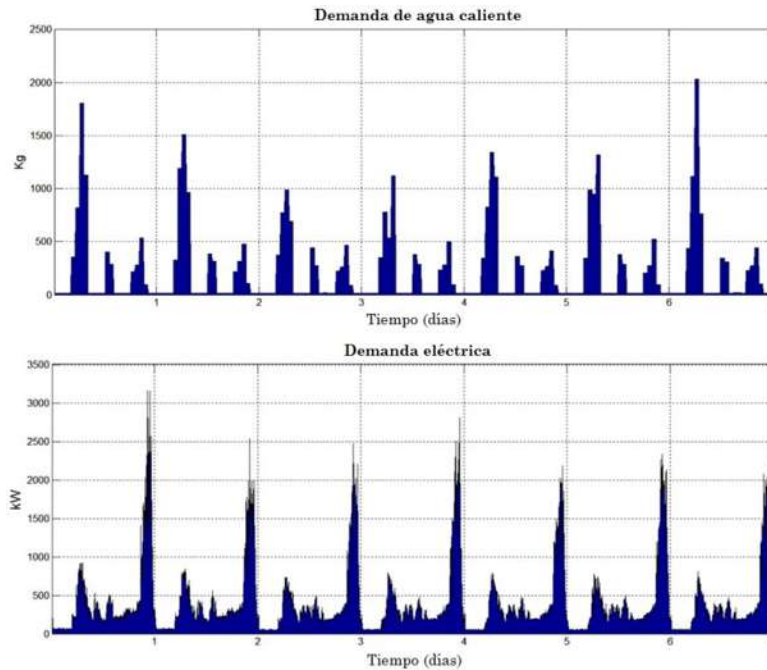 Demanda de agua caliente
2500
2000
1500
1000
500
0
Kg
1 2 3 4 5 6
Tiempo (días)
Demanda eléctrica
3500
3000
2500
2000
1500
1000
500
0
kW
1 2 3 4 5 6
Tiempo (días)